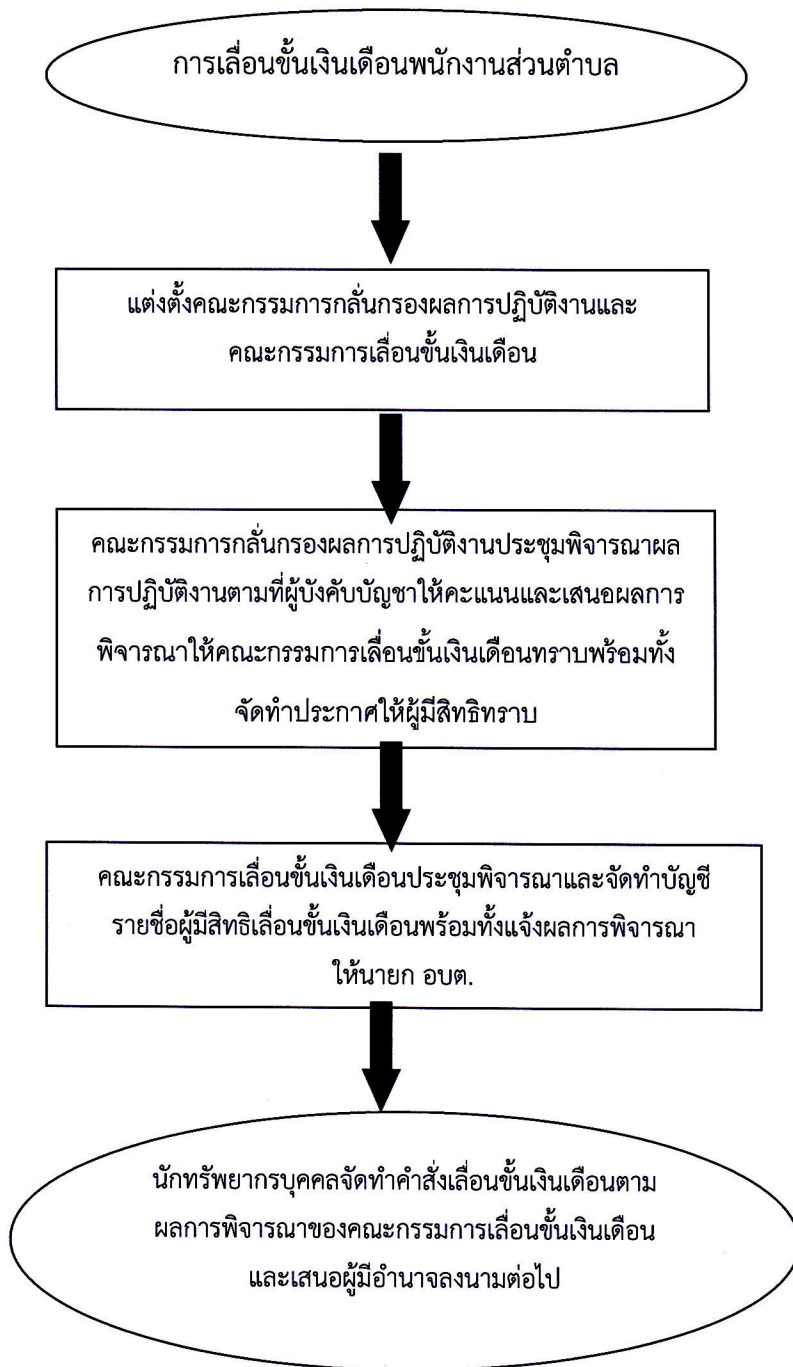 การเลื่อนขั้นเงินเดือนพนักงานส่วนตำบล
แต่งตั้งคณะกรรมการกลั่นกรองผลการปฏิบัติงานและ
คณะกรรมการเลื่อนขั้นเงินเดือน
คณะกรรมการกลั่นกรองผลการปฏิบัติงานประชุมพิจารณาผล
การปฏิบัติงานตามที่ผู้บังคับบัญชาให้คะแนนและเสนอผลการ
พิจารณาให้คณะกรรมการเลื่อนขั้นเงินเดือนทราบพร้อมทั้ง
จัดทำประกาศให้ผู้มีสิทธิทราบ
คณะกรรมการเลื่อนขั้นเงินเดือนประชุมพิจารณาและจัดทำบัญชี
รายชื่อผู้มีสิทธิเลื่อนขั้นเงินเดือนพร้อมทั้งแจ้งผลการพิจารณา
ให้นายก อบต.
นักทรัพยากรบุคคลจัดทำคำสั่งเลื่อนขั้นเงินเดือนตาม
ผลการพิจารณาของคณะกรรมการเลื่อนขั้นเงินเดือน
และเสนอผู้มีอำนาจลงนามต่อไป